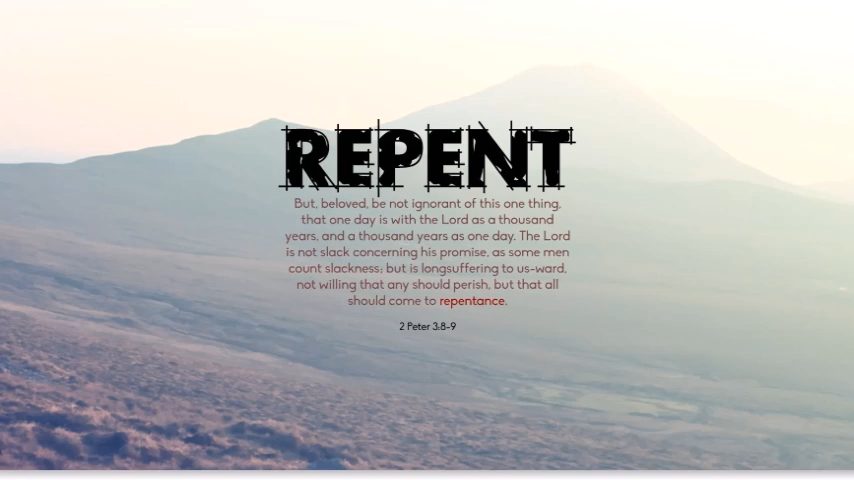 REPENT
But, beloved, be not ignorant of this one thing,
that one day is with the Lord as a thousand
years, and a thousand years as one day. The Lord
is not slack concerning his promise, as some men
count slackness; but is longsuffering to us-ward,
not willing that any should perish, but that all
should come to repentance.
2 Peter 3:8-9